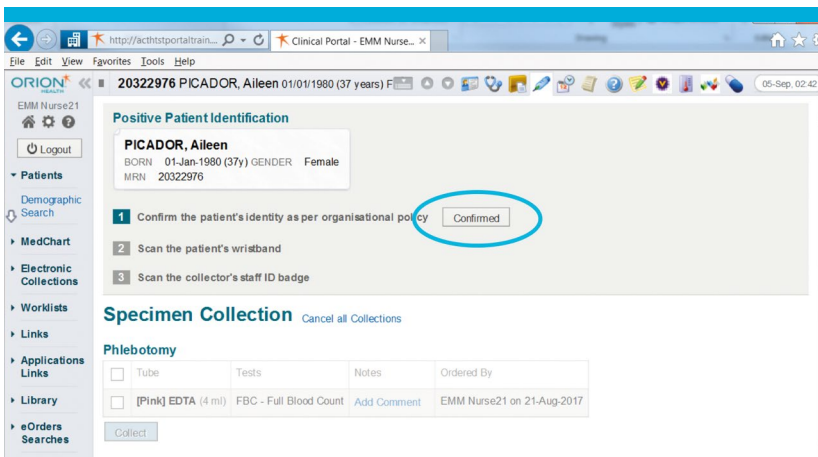 http://acthtstportaltrain...
Clinical Portal - EMM Nurse... ×
File Edit View Favorites Tools Help
ORION HEALTH
20322976 PICADOR, Aileen 01/01/1980 (37 years) F
05-Sep, 02:42
EMM Nurse21
Logout
Patients
Demographic Search
MedChart
Electronic Collections
Worklists
Links
Applications Links
Library
eOrders Searches
Positive Patient Identification
PICADOR, Aileen
BORN 01-Jan-1980 (37y) GENDER Female
MRN 20322976
1 Confirm the patient's identity as per organisational policy Confirmed
2 Scan the patient's wristband
3 Scan the collector's staff ID badge
Specimen Collection Cancel all Collections
Phlebotomy
Tube Tests Notes Ordered By
[Pink] EDTA (4 ml) FBC - Full Blood Count Add Comment EMM Nurse21 on 21-Aug-2017
Collect